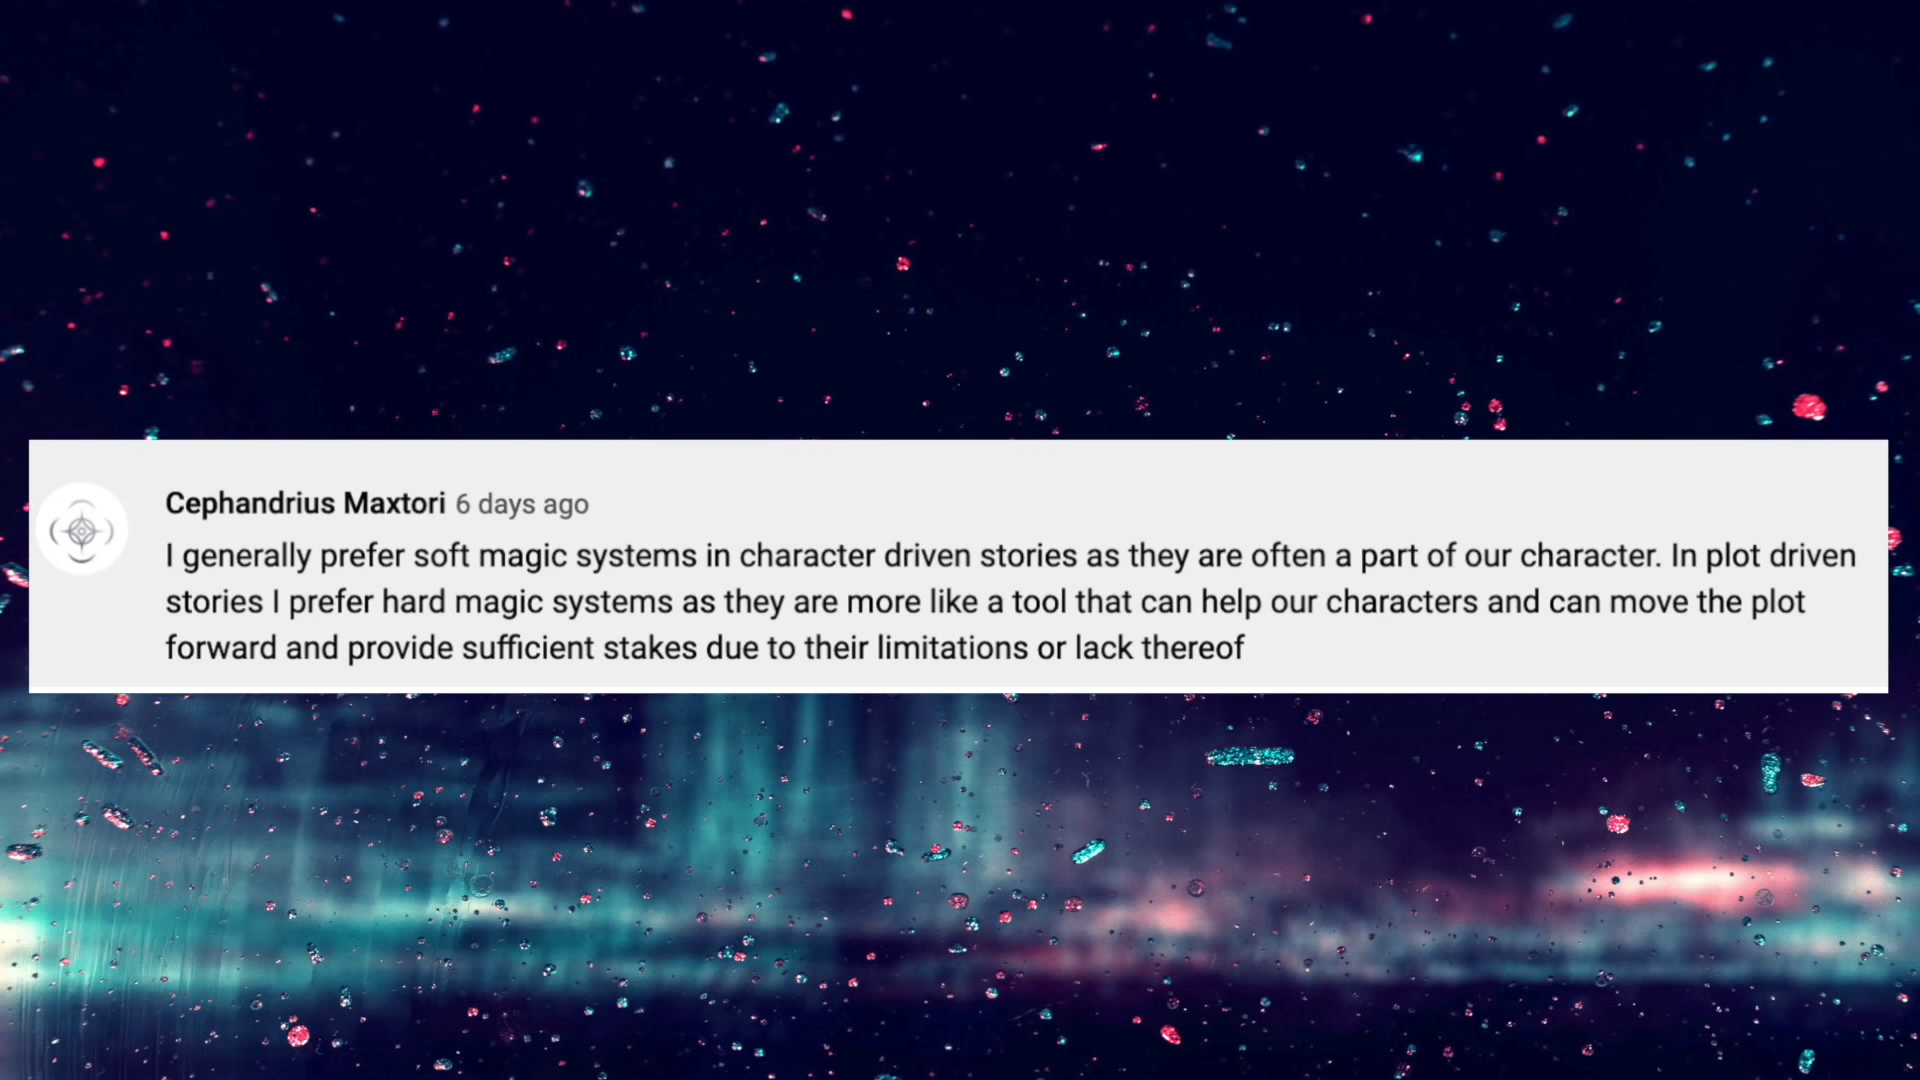 Cephandrius Maxtori 6 days ago
I generally prefer soft magic systems in character driven stories as they are often a part of our character. In plot driven
stories I prefer hard magic systems as they are more like a tool that can help our characters and can move the plot
forward and provide sufficient stakes due to their limitations or lack thereof